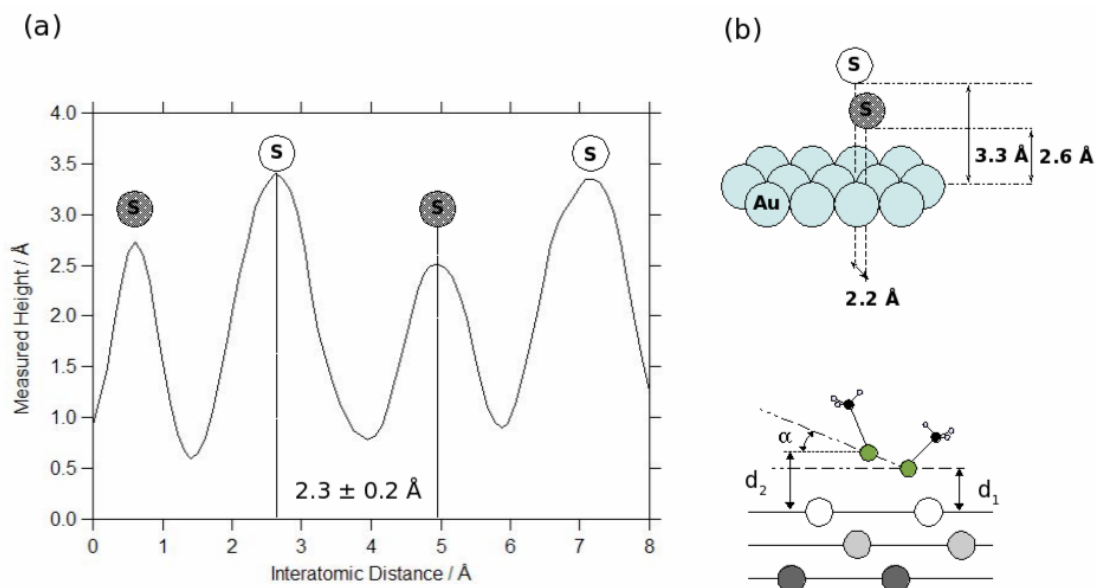 (a)
Measured Height / Å
4.0
3.5
3.0
2.5
2.0
1.5
1.0
0.5
0.0
S
S
S
S
2.3 ± 0.2 Å
0 1 2 3 4 5 6 7 8
Interatomic Distance / Å
(b)
S
S
3.3 Å 2.6 Å
Au
2.2 Å
α
d2
d1